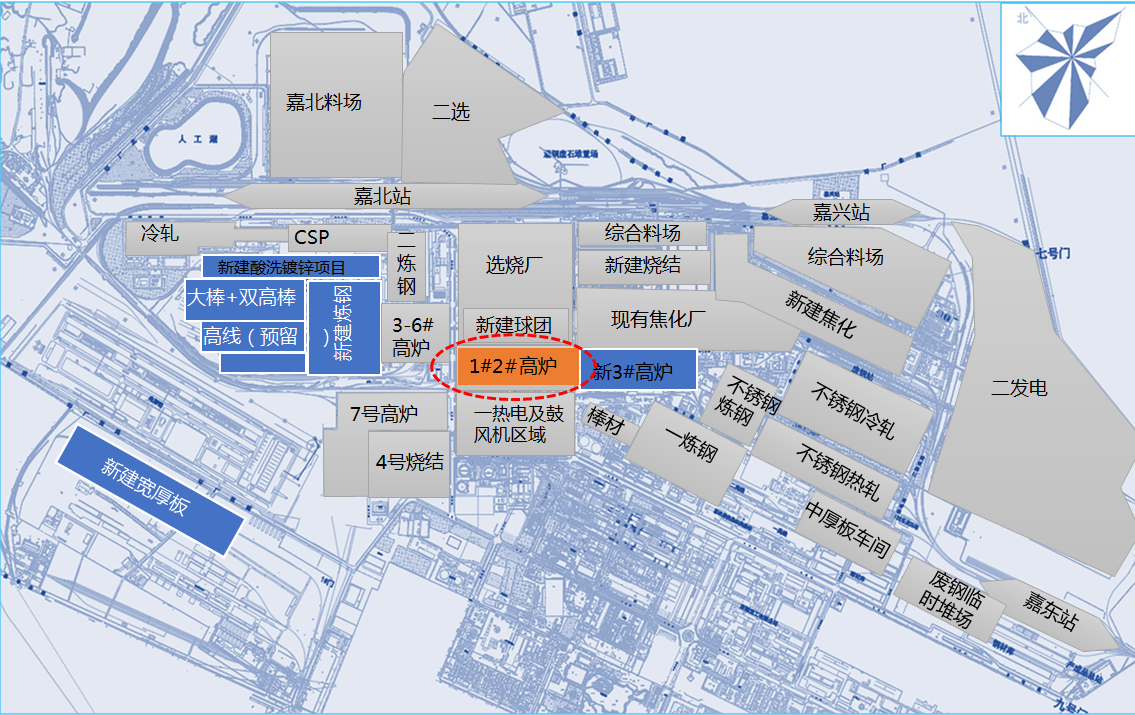 北
嘉北料场
二选
人工湖
嘉北站
嘉兴站
冷轧
CSP
二炼钢
选烧厂
综合料场
新建烧结
综合料场
七号门
新建酸洗镀锌项目
大棒+双高棒
高线（预留）
新建炼钢
3-6#
高炉
新建球团
现有焦化厂
新建焦化
1#2#高炉
新3#高炉
二发电
7号高炉
4号烧结
一热电及鼓
风机区域
棒材
一炼钢
不锈钢
炼钢
不锈钢冷轧
不锈钢热轧
中厚板车间
新建宽厚板
废钢临
时堆场
嘉东站
九号门